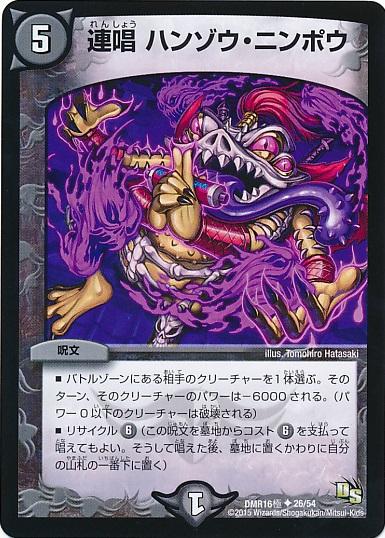 5
れんしょう
連唱 ハンゾウ・ニンポウ
呪文
illus. Tomohiro Hatasaki
■ バトルゾーンにある相手のクリーチャーを1体選ぶ。その
ターン、そのクリーチャーのパワーは-6000される。(パ
ワー0以下のクリーチャーは破壊される)
■ リサイクル 6 (この呪文を墓地からコスト 6 を支払って
唱えてもよい。そうして唱えた後、墓地に置くかわりに自分
の山札の一番下に置く)
DS
1
DMR16極 ◆ 26/54
©2015 Wizards/Shogakukan/Mitsui-Kids